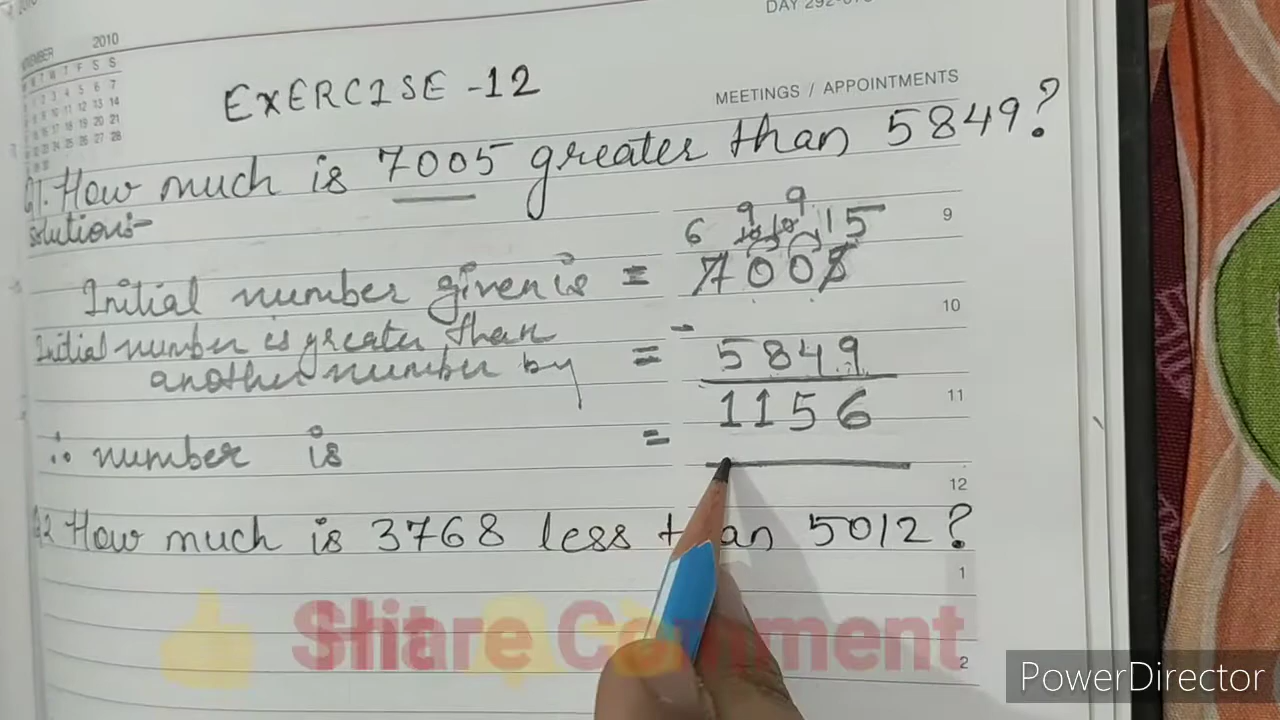 NOVEMBER 2010
EXERCISE -12
MEETINGS / APPOINTMENTS
Q1. How much is 7005 greater than 5849?
Solution:-
6 9 9 15
10 10
Initial number given is = 7005
Initial number is greater than
another number by = - 5849
∴ number is = 1156
9
10
11
12
Q2 How much is 3768 less than 5012?
1
2
Share Comment
PowerDirector